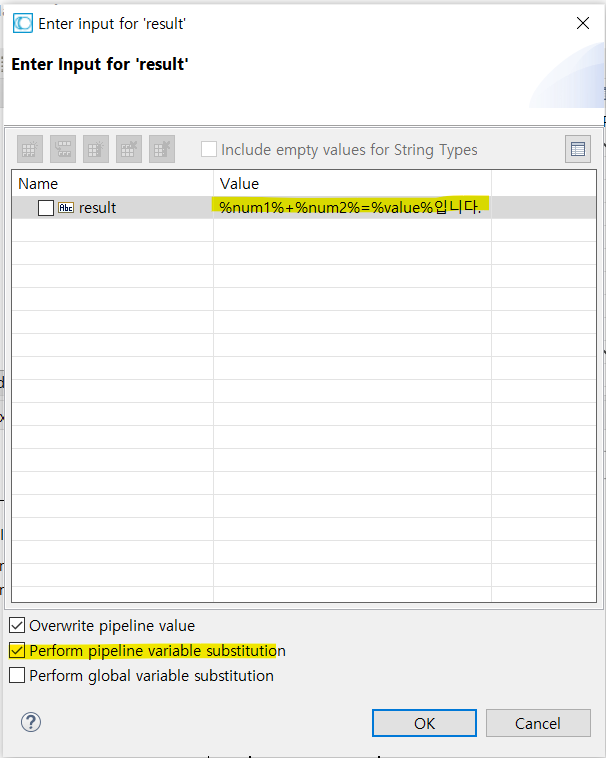 Enter input for 'result'
Enter Input for 'result'
Include empty values for String Types
Name Value
Abc result %num1%+%num2%=%value%입니다.
Overwrite pipeline value
Perform pipeline variable substitution
Perform global variable substitution
OK Cancel